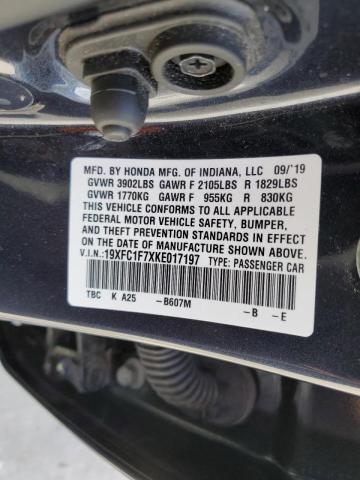 MFD. BY HONDA MFG. OF INDIANA, LLC 09/'19
GVWR 3902LBS GAWR F 2105LBS R 1829LBS
GVWR 1770KG GAWR F 955KG R 830KG
THIS VEHICLE CONFORMS TO ALL APPLICABLE
FEDERAL MOTOR VEHICLE SAFETY, BUMPER,
AND THEFT PREVENTION STANDARDS IN EFFECT
ON THE DATE OF MANUFACTURE SHOWN ABOVE.
V.I.N.: 19XFC1F7XKE017197 TYPE: PASSENGER CAR
TBC K A25 -B607M -B -E